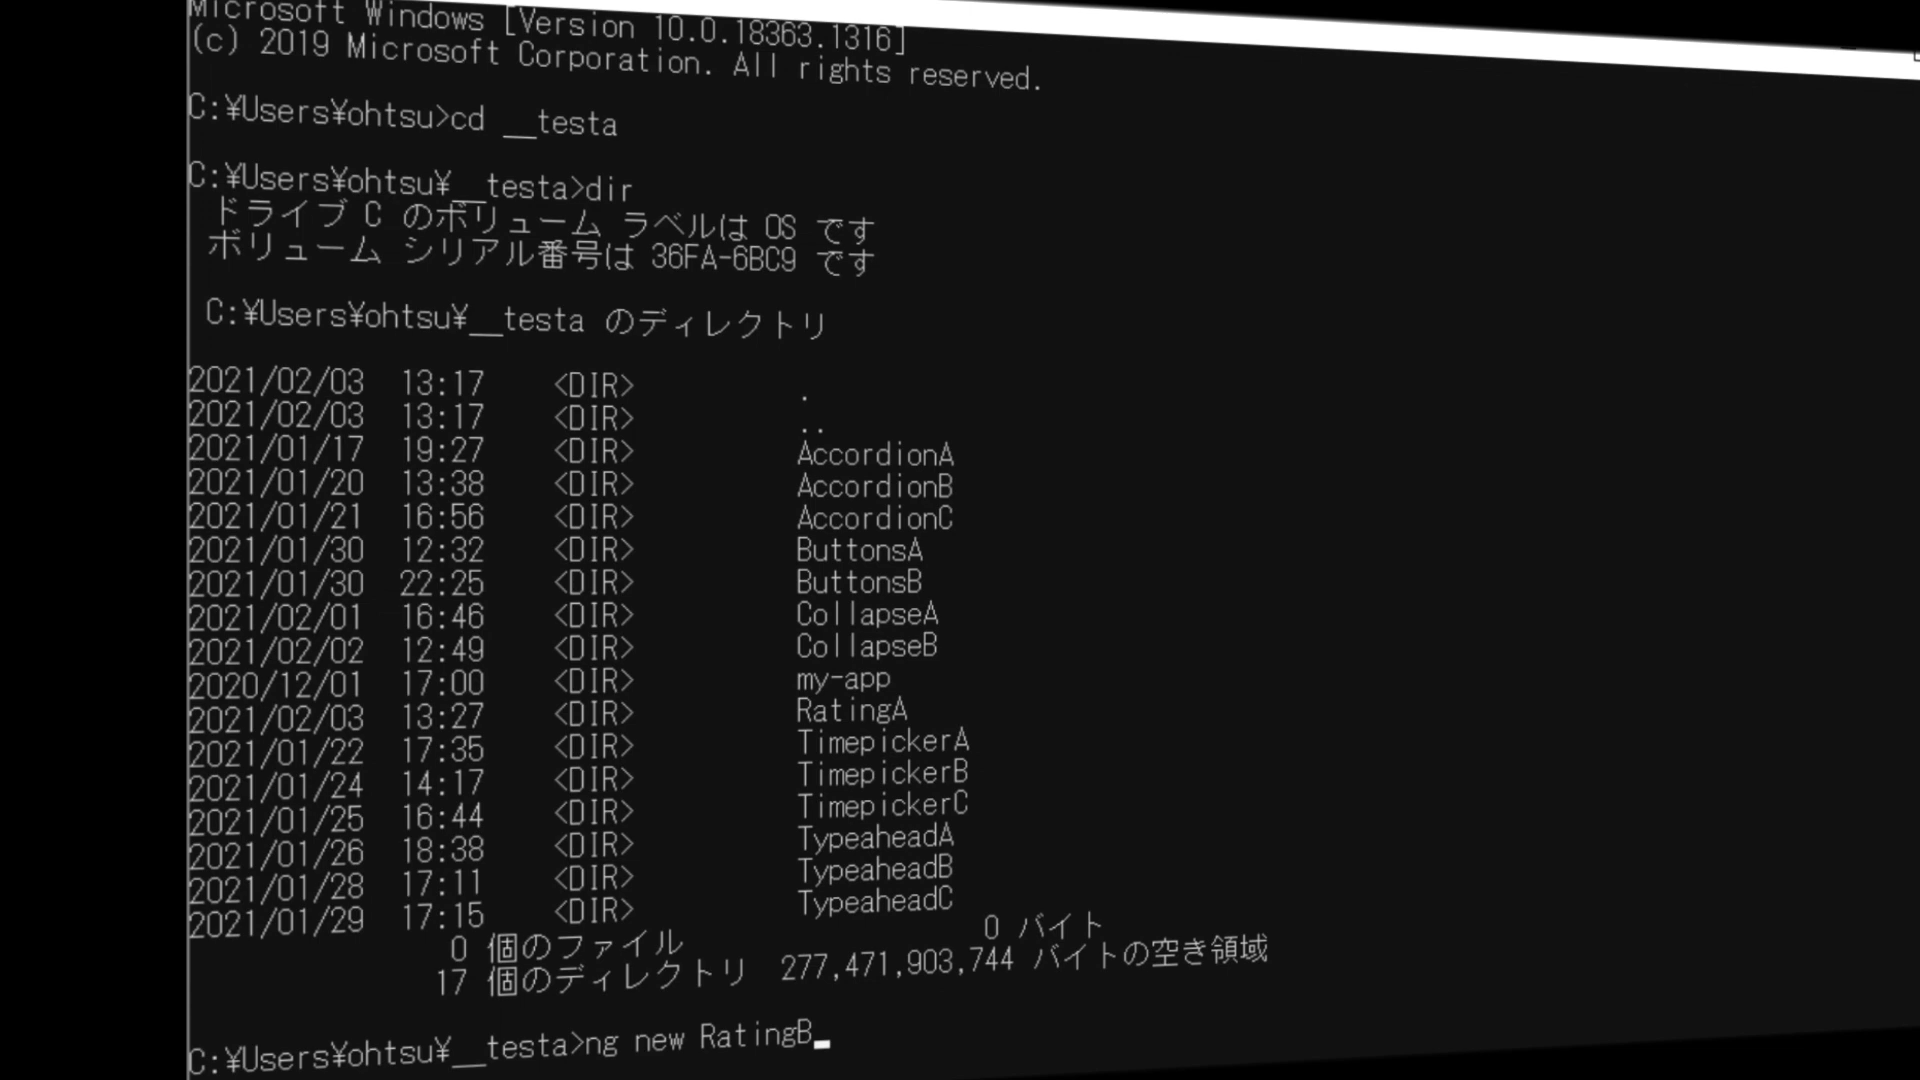 Microsoft Windows [Version 10.0.18363.1316]
(c) 2019 Microsoft Corporation. All rights reserved.
C:¥Users¥ohtsu>cd __testa
C:¥Users¥ohtsu¥__testa>dir
ドライブ C のボリューム ラベルは OS です
ボリューム シリアル番号は 36FA-6BC9 です
C:¥Users¥ohtsu¥__testa のディレクトリ
2021/02/03 13:17 <DIR> .
2021/02/03 13:17 <DIR> ..
2021/01/17 19:27 <DIR> AccordionA
2021/01/20 13:38 <DIR> AccordionB
2021/01/21 16:56 <DIR> AccordionC
2021/01/30 12:32 <DIR> ButtonsA
2021/01/30 22:25 <DIR> ButtonsB
2021/02/01 16:46 <DIR> CollapseA
2021/02/02 12:49 <DIR> CollapseB
2020/12/01 17:00 <DIR> my-app
2021/02/03 13:27 <DIR> RatingA
2021/01/22 17:35 <DIR> TimepickerA
2021/01/24 14:17 <DIR> TimepickerB
2021/01/25 16:44 <DIR> TimepickerC
2021/01/26 18:38 <DIR> TypeaheadA
2021/01/28 17:11 <DIR> TypeaheadB
2021/01/29 17:15 <DIR> TypeaheadC
0 個のファイル 0 バイト
17 個のディレクトリ 277,471,903,744 バイトの空き領域
C:¥Users¥ohtsu¥__testa>ng new RatingB